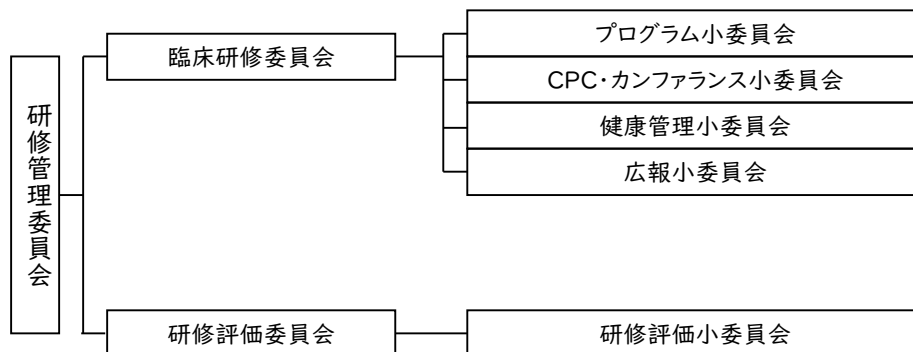 研修管理委員会
臨床研修委員会
プログラム小委員会
CPC・カンファランス小委員会
健康管理小委員会
広報小委員会
研修評価委員会
研修評価小委員会